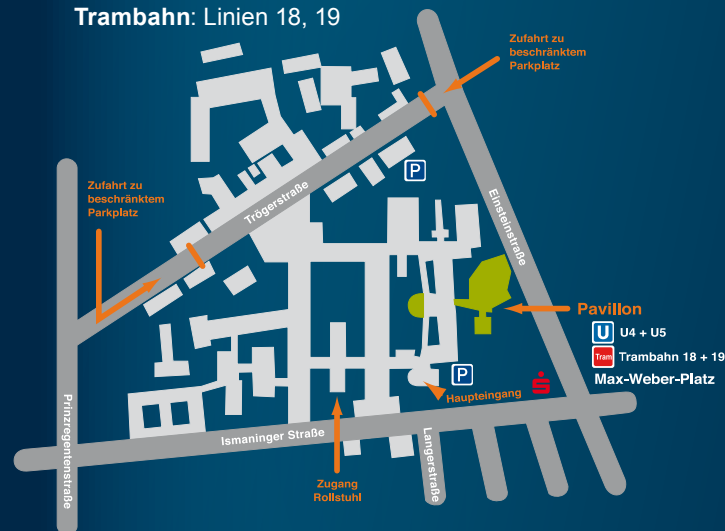 Trambahn: Linien 18, 19
Zufahrt zu
beschränktem
Parkplatz
Zufahrt zu
beschränktem
Parkplatz
Trögerstraße
Einsteinstraße
P
Pavillon
U U4 + U5
Tram Trambahn 18 + 19
Max-Weber-Platz
P
Haupteingang
Prinzregentenstraße
Ismaninger Straße
Langerstraße
Zugang
Rollstuhl